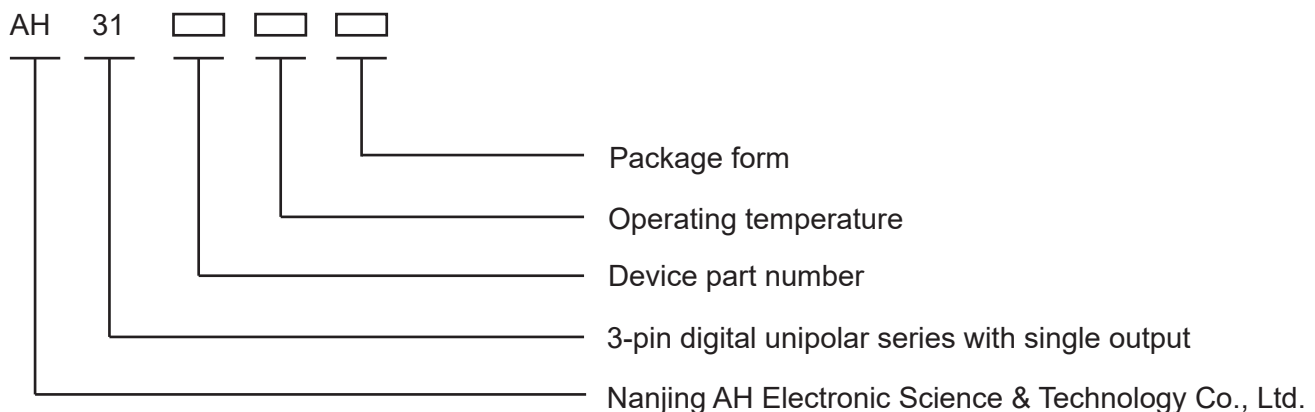 AH 31
Package form
Operating temperature
Device part number
3-pin digital unipolar series with single output
Nanjing AH Electronic Science & Technology Co., Ltd.